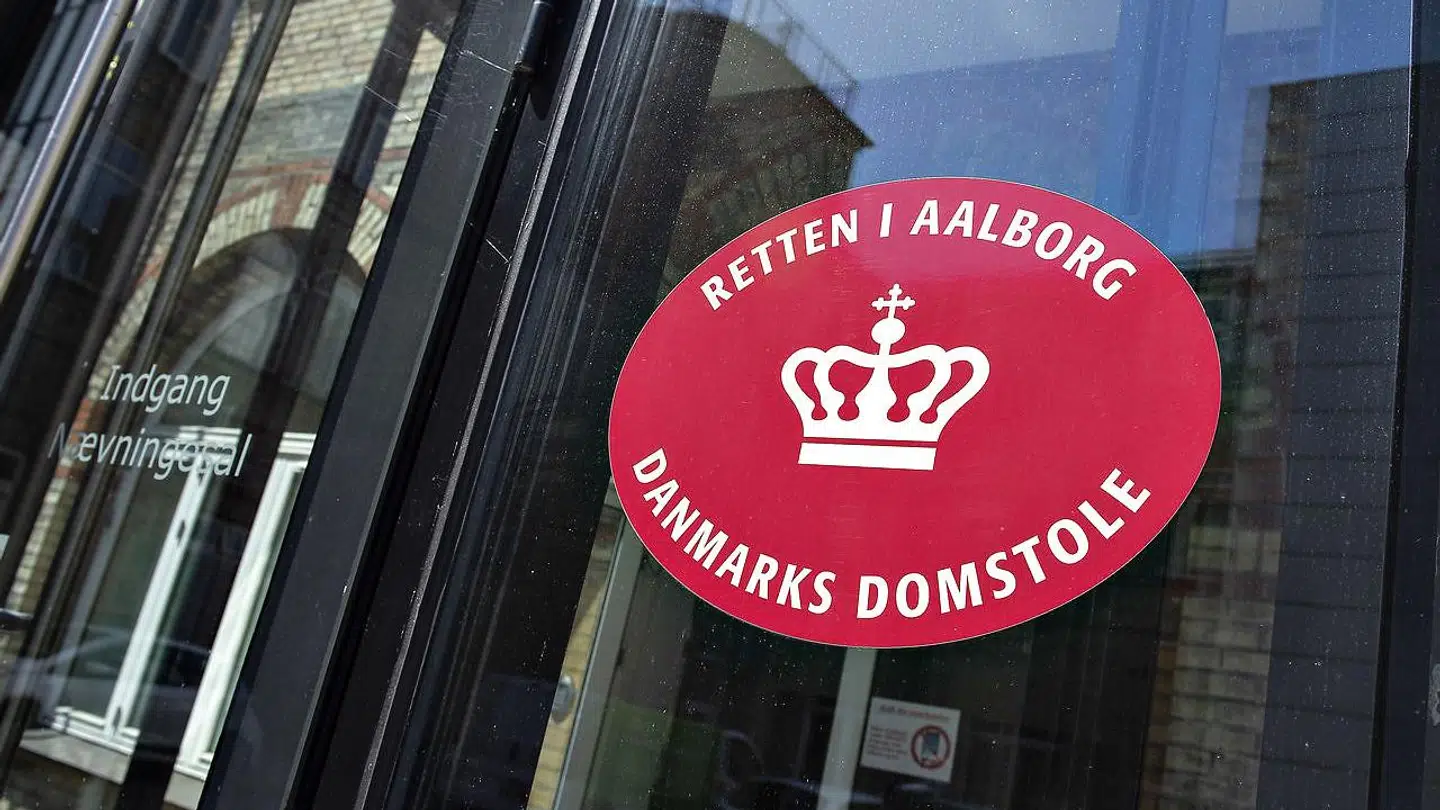 Indgang
Nævningesal
RETTEN I AALBORG
DANMARKS DOMSTOLE